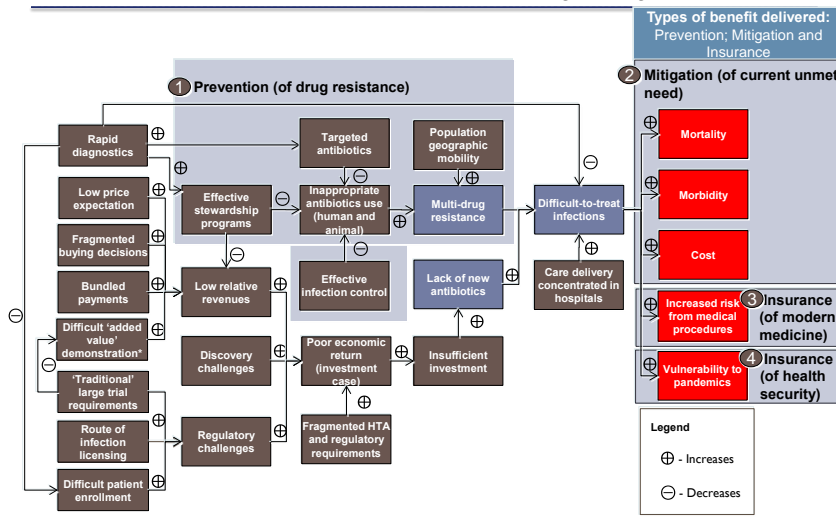 Types of benefit delivered:
Prevention; Mitigation and
Insurance
1 Prevention (of drug resistance)
2 Mitigation (of current unmet
need)
Rapid
diagnostics
Targeted
antibiotics
Population
geographic
mobility
Mortality
Low price
expectation
Effective
stewardship
programs
Inappropriate
antibiotics use
(human and
animal)
Multi-drug
resistance
Difficult-to-treat
infections
Morbidity
Fragmented
buying decisions
Cost
Bundled
payments
Low relative
revenues
Effective
infection control
Lack of new
antibiotics
Care delivery
concentrated in
hospitals
Increased risk
from medical
procedures
3 Insurance
(of modern
medicine)
Difficult ‘added
value’
demonstration*
Discovery
challenges
Poor economic
return
(investment
case)
Insufficient
investment
Vulnerability to
pandemics
4 Insurance
(of health
security)
‘Traditional’
large trial
requirements
Route of
infection
licensing
Regulatory
challenges
Fragmented HTA
and regulatory
requirements
Difficult patient
enrollment
Legend
⊕ - Increases
⊖ - Decreases